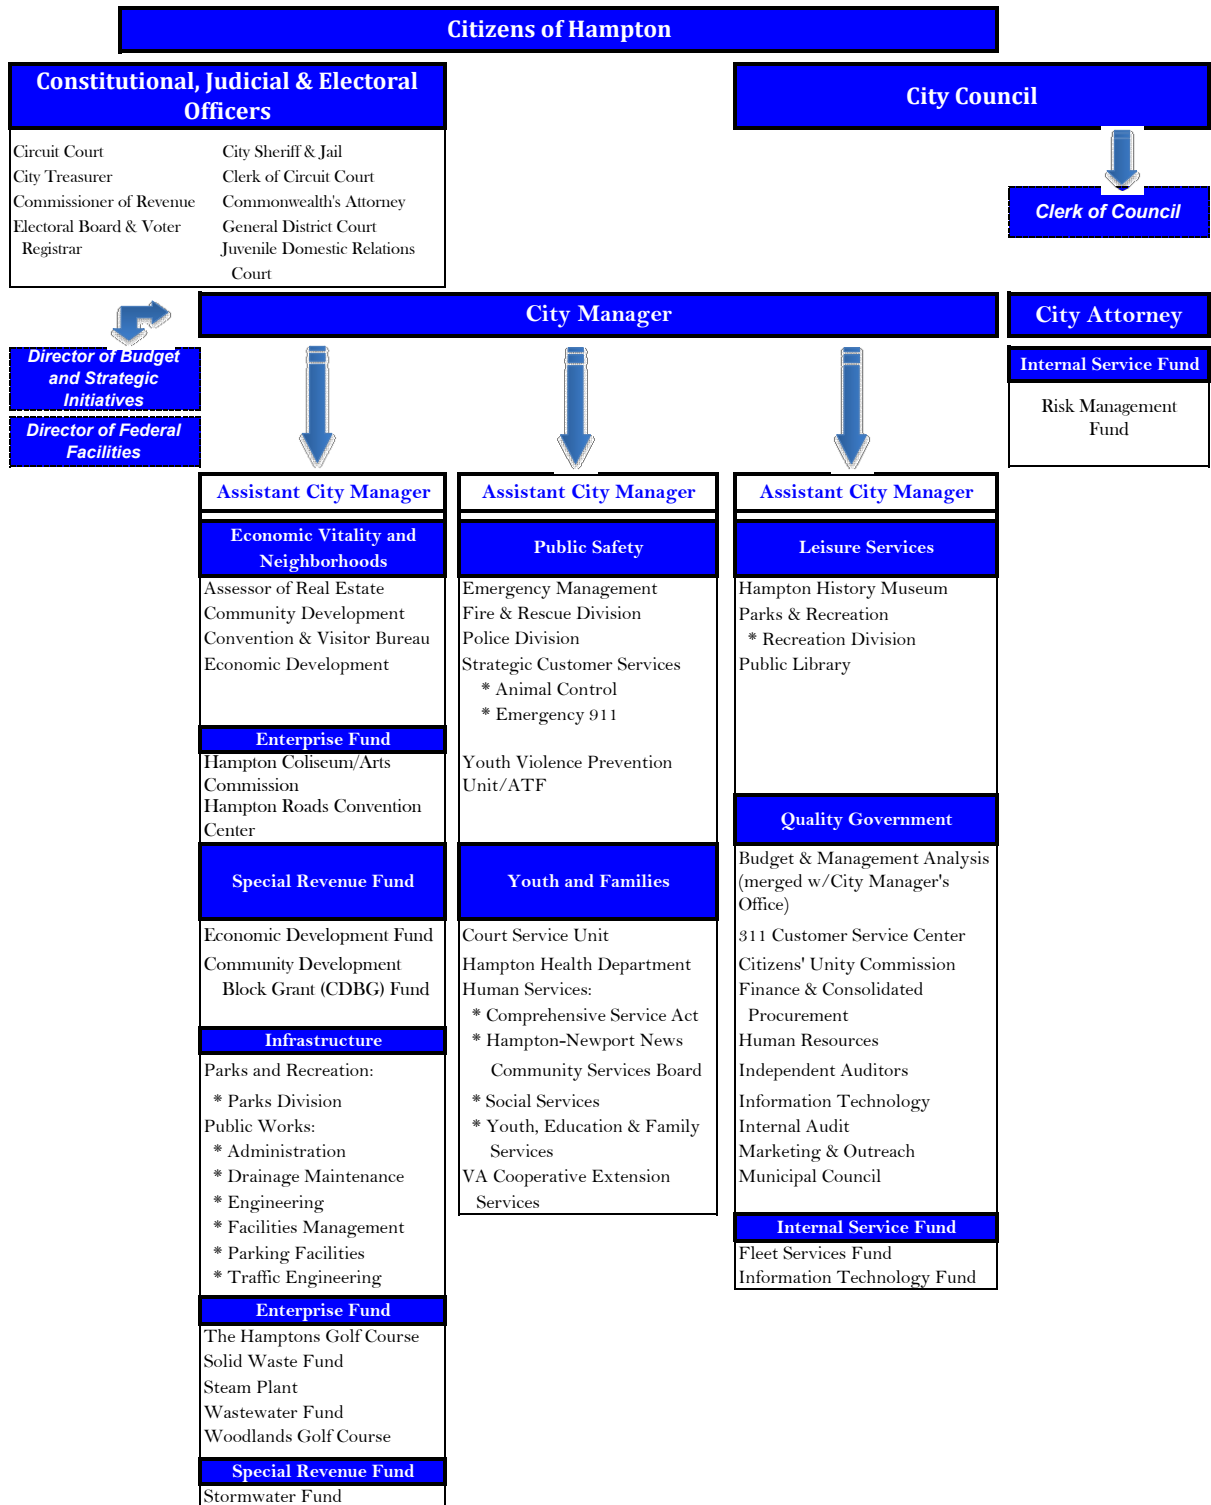 Citizens of Hampton
Constitutional, Judicial & Electoral
Officers
Circuit Court
City Treasurer
Commissioner of Revenue
Electoral Board & Voter
Registrar
City Sheriff & Jail
Clerk of Circuit Court
Commonwealth's Attorney
General District Court
Juvenile Domestic Relations
Court
City Council
Clerk of Council
City Manager
City Attorney
Internal Service Fund
Risk Management
Fund
Director of Budget
and Strategic
Initiatives
Director of Federal
Facilities
Assistant City Manager
Economic Vitality and
Neighborhoods
Assessor of Real Estate
Community Development
Convention & Visitor Bureau
Economic Development
Enterprise Fund
Hampton Coliseum/Arts
Commission
Hampton Roads Convention
Center
Special Revenue Fund
Economic Development Fund
Community Development
Block Grant (CDBG) Fund
Infrastructure
Parks and Recreation:
* Parks Division
Public Works:
* Administration
* Drainage Maintenance
* Engineering
* Facilities Management
* Parking Facilities
* Traffic Engineering
Enterprise Fund
The Hamptons Golf Course
Solid Waste Fund
Steam Plant
Wastewater Fund
Woodlands Golf Course
Special Revenue Fund
Stormwater Fund
Assistant City Manager
Public Safety
Emergency Management
Fire & Rescue Division
Police Division
Strategic Customer Services
* Animal Control
* Emergency 911
Youth Violence Prevention
Unit/ATF
Youth and Families
Court Service Unit
Hampton Health Department
Human Services:
* Comprehensive Service Act
* Hampton-Newport News
Community Services Board
* Social Services
* Youth, Education & Family
Services
VA Cooperative Extension
Services
Assistant City Manager
Leisure Services
Hampton History Museum
Parks & Recreation
* Recreation Division
Public Library
Quality Government
Budget & Management Analysis
(merged w/City Manager's
Office)
311 Customer Service Center
Citizens' Unity Commission
Finance & Consolidated
Procurement
Human Resources
Independent Auditors
Information Technology
Internal Audit
Marketing & Outreach
Municipal Council
Internal Service Fund
Fleet Services Fund
Information Technology Fund